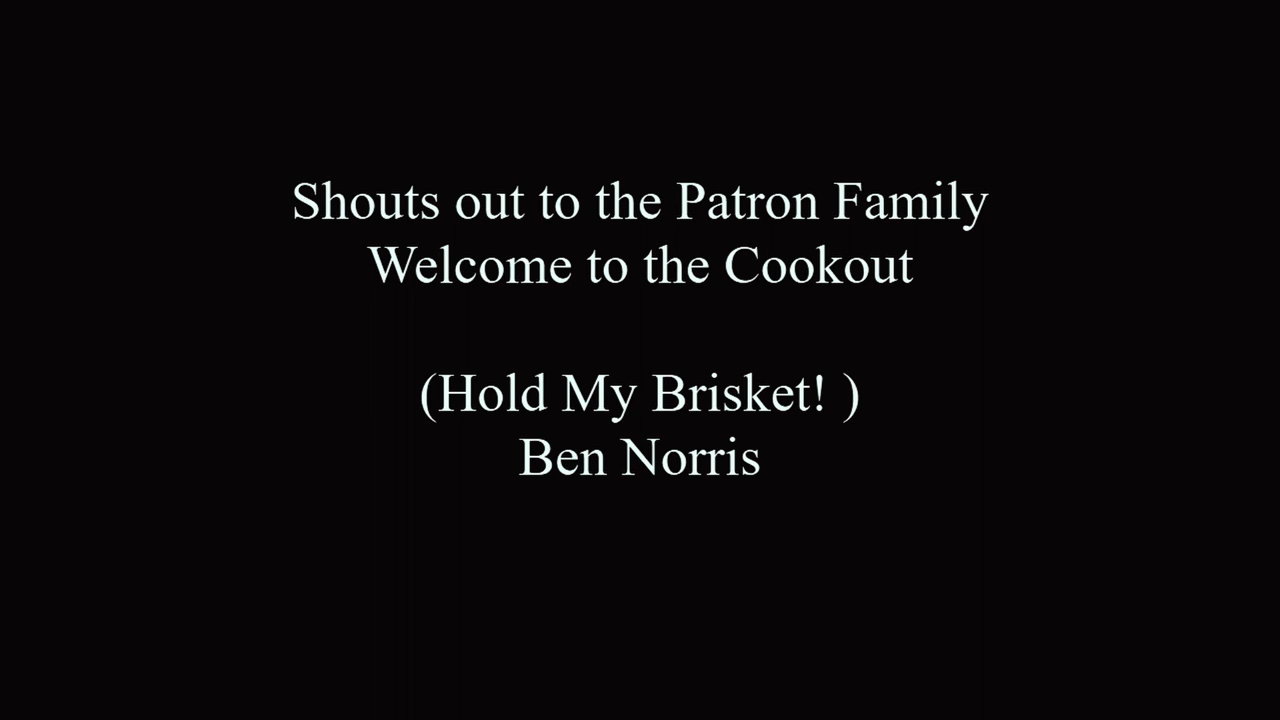 Shouts out to the Patron Family
Welcome to the Cookout
(Hold My Brisket! )
Ben Norris